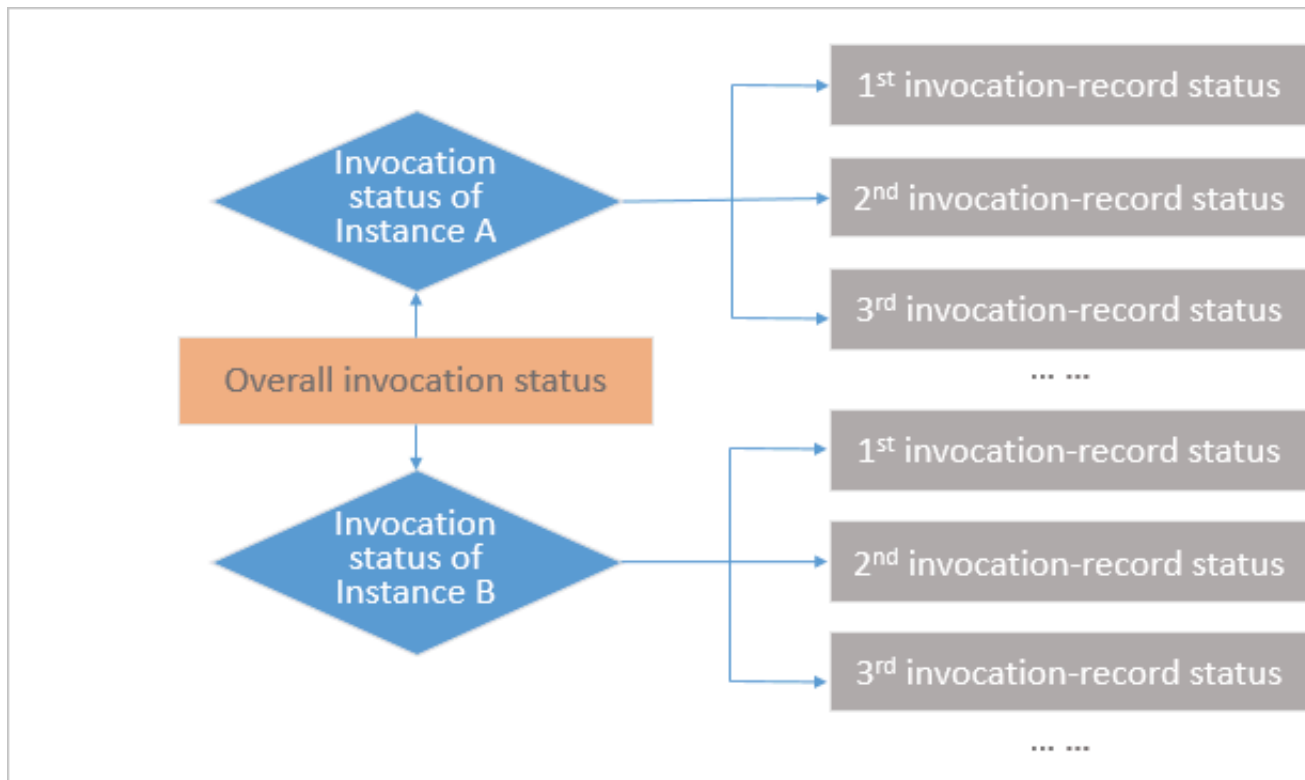 1st invocation-record status
Invocation
status of
Instance A
2nd invocation-record status
3rd invocation-record status
... ...
Overall invocation status
1st invocation-record status
Invocation
status of
Instance B
2nd invocation-record status
3rd invocation-record status
... ...